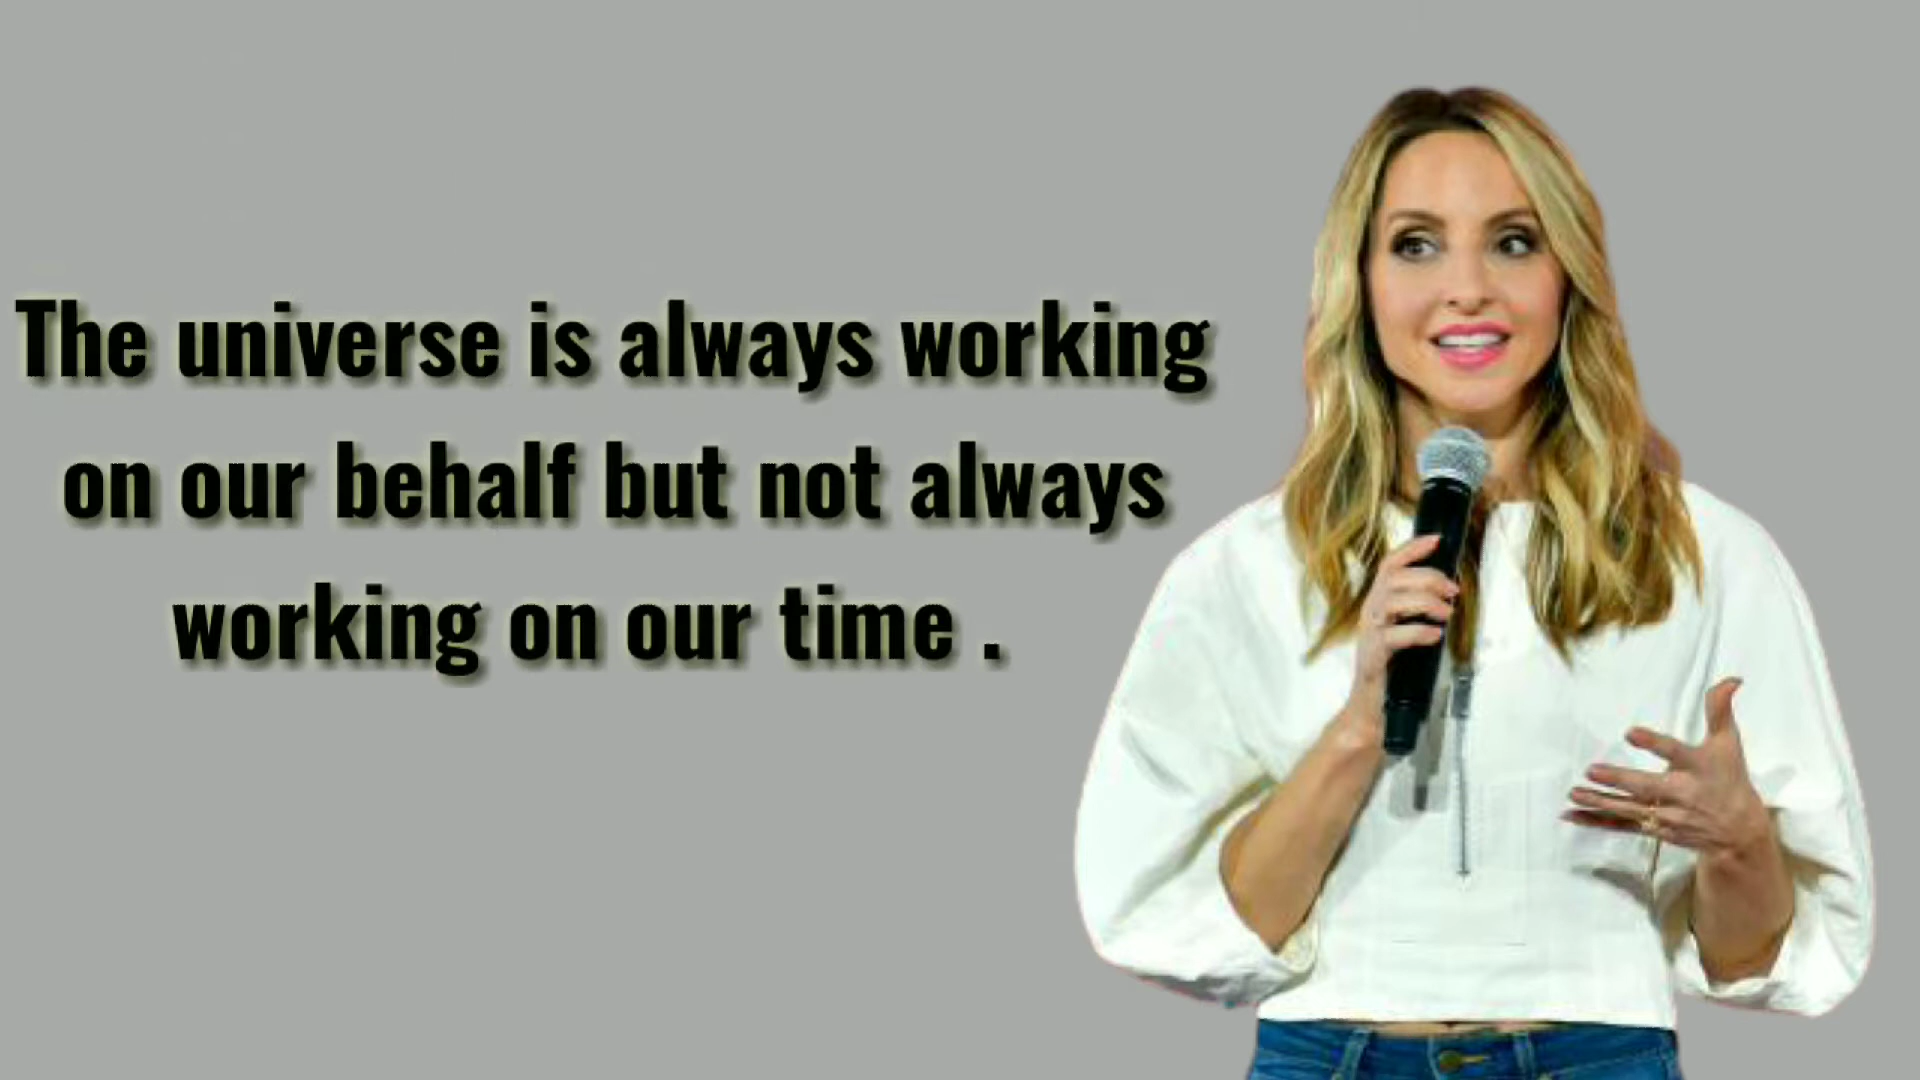 The universe is always working
on our behalf but not always
working on our time .